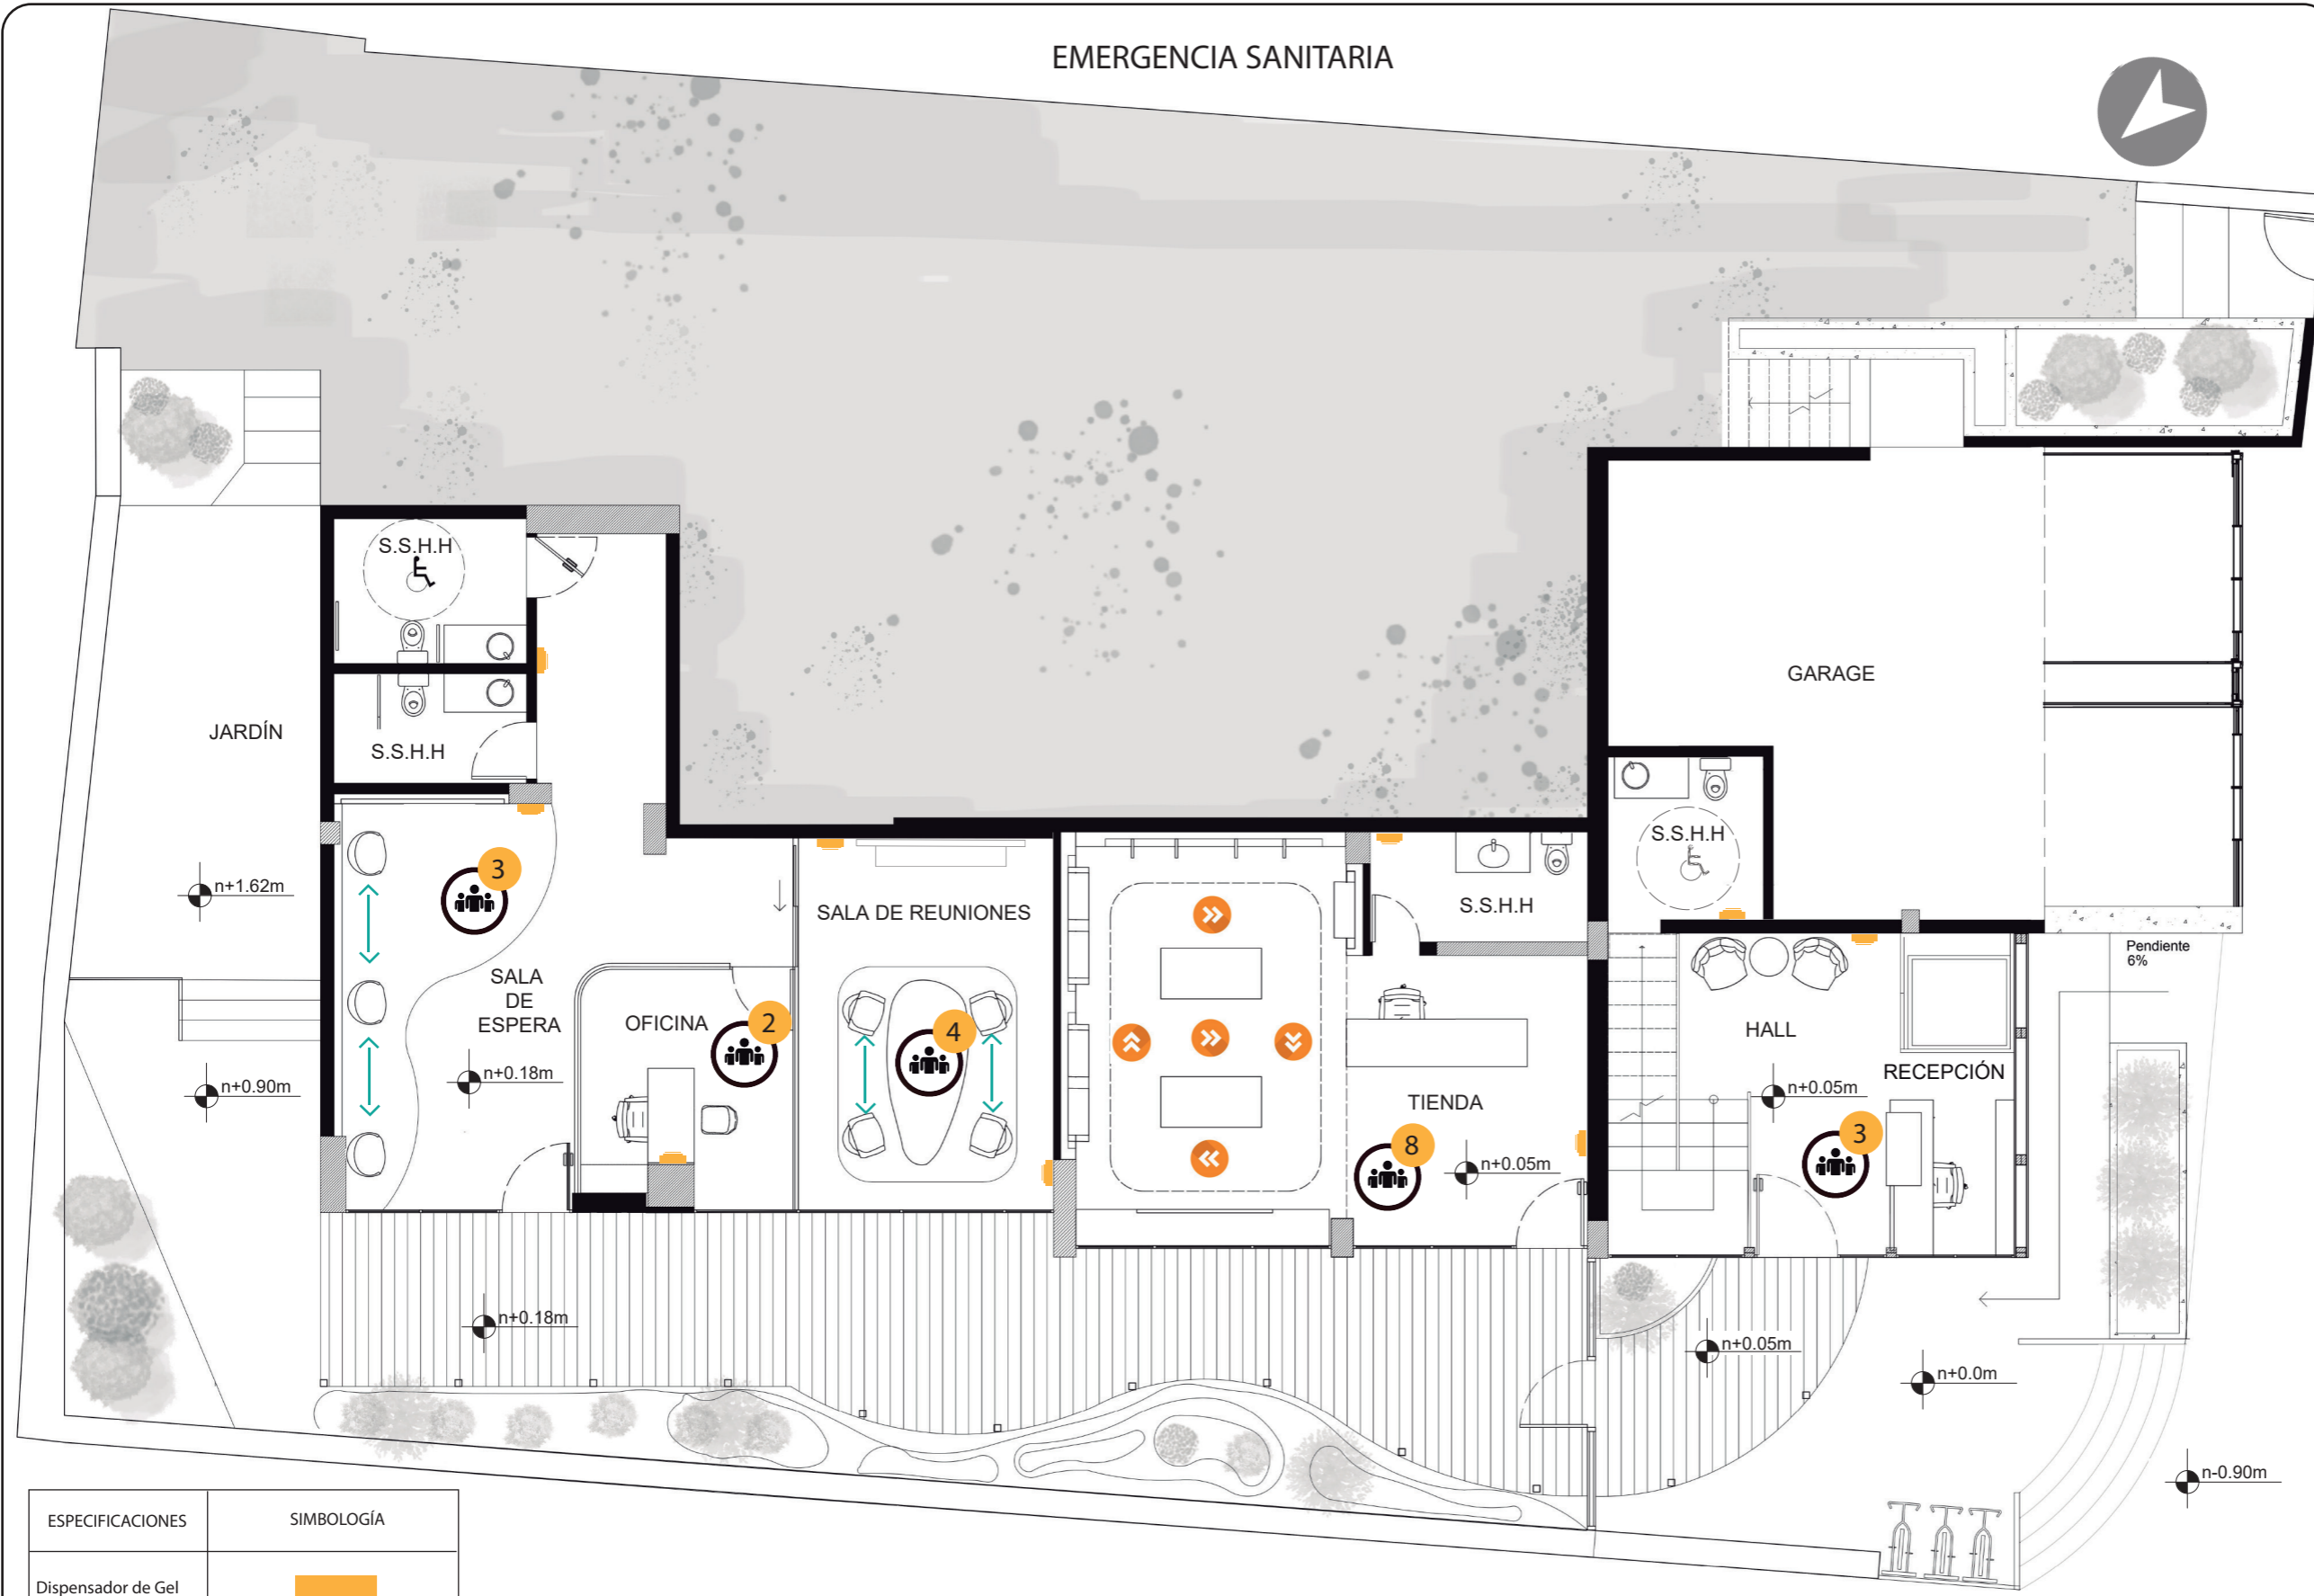 EMERGENCIA SANITARIA
S.S.H.H
GARAGE
JARDÍN
S.S.H.H
S.S.H.H
3
n+1.62m
SALA DE REUNIONES
S.S.H.H
Pendiente
6%
SALA
DE
ESPERA
OFICINA
2
4
HALL
n+0.18m
n+0.90m
RECEPCIÓN
n+0.05m
TIENDA
8
3
n+0.05m
n+0.18m
n+0.05m
n+0.0m
n-0.90m
ESPECIFICACIONES
SIMBOLOGÍA
Dispensador de Gel